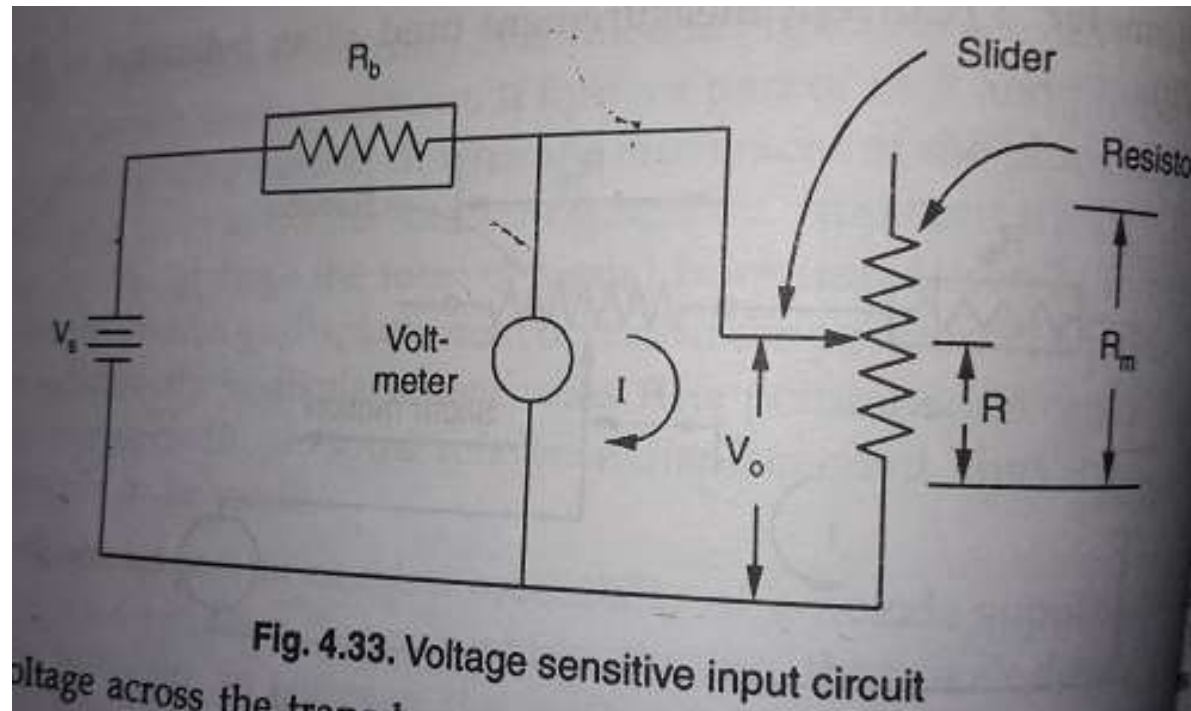 R_b
Slider
Resisto
V_s
Volt-
meter
I
V_o
R
R_m
Fig. 4.33. Voltage sensitive input circuit
oltage across the